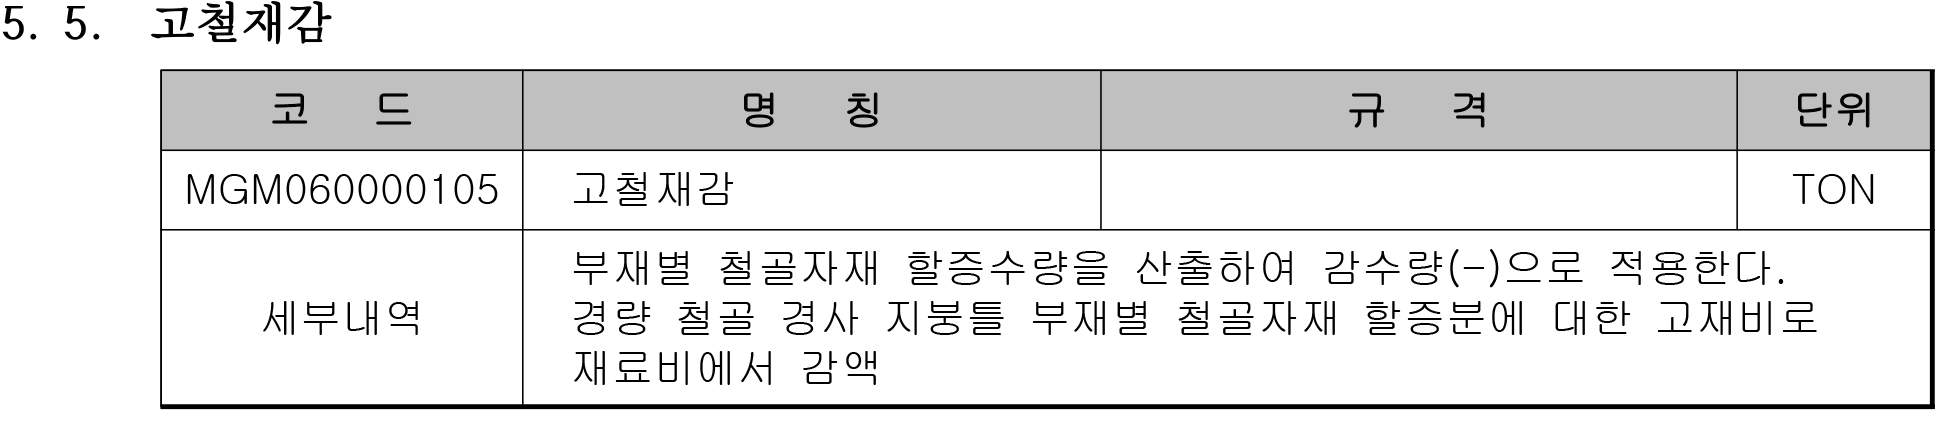 5. 5. 고철재감
코 드 명 칭 규 격 단위
MGM060000105 고철재감 TON
부재별 철골자재 할증수량을 산출하여 감수량(-)으로 적용한다.
세부내역 경량 철골 경사 지붕틀 부재별 철골자재 할증분에 대한 고재비로
재료비에서 감액